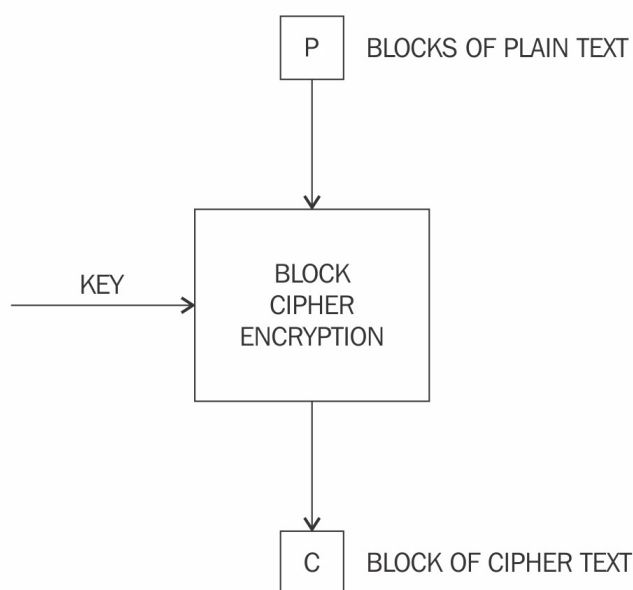 P BLOCKS OF PLAIN TEXT
KEY
BLOCK
CIPHER
ENCRYPTION
C BLOCK OF CIPHER TEXT